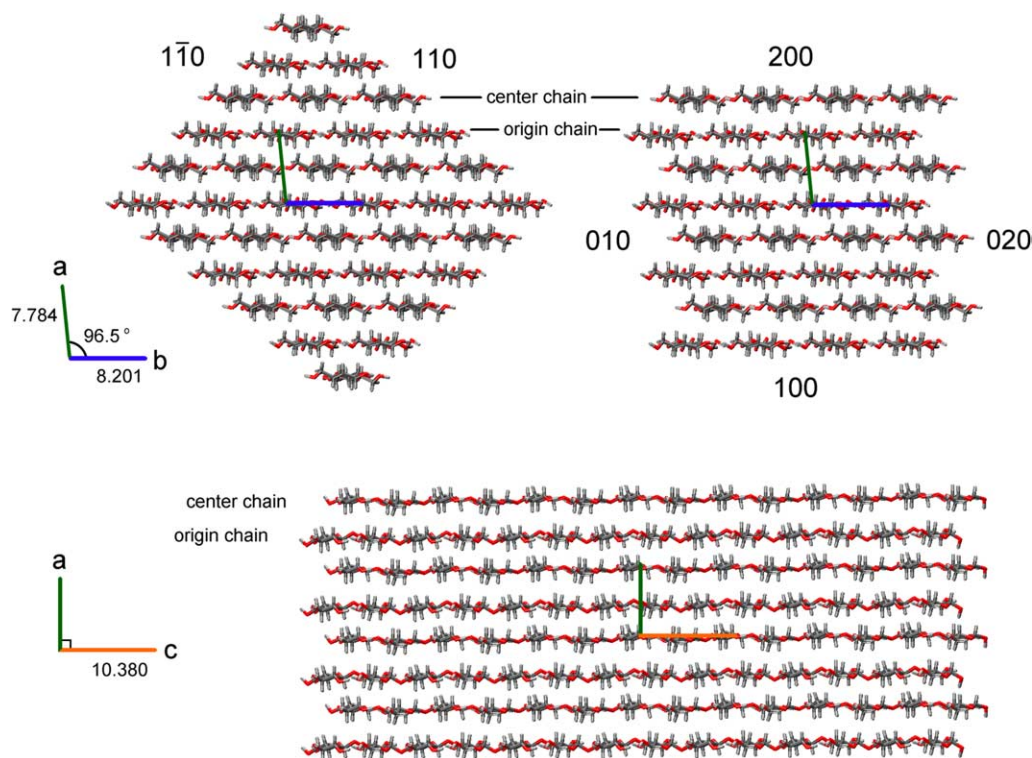 11̅0
110
200
center chain
origin chain
010
020
a
7.784
96.5 °
b
8.201
100
center chain
origin chain
a
c
10.380